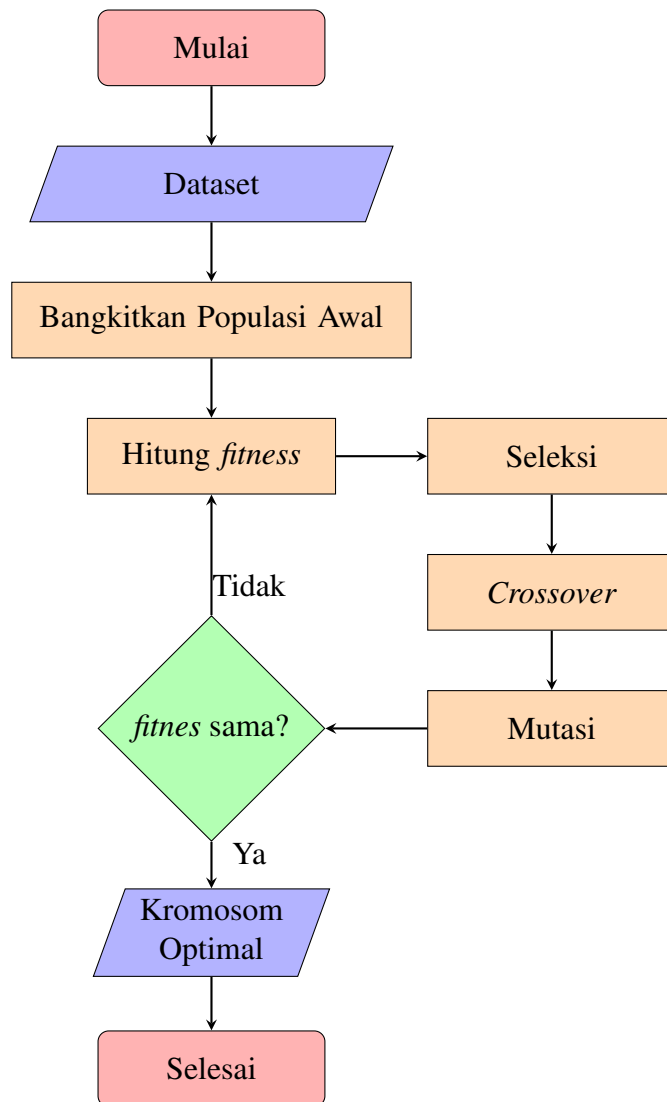 Mulai
Dataset
Bangkitkan Populasi Awal
Hitung fitness
Seleksi
Crossover
Mutasi
Tidak
fitnes sama?
Ya
Kromosom
Optimal
Selesai